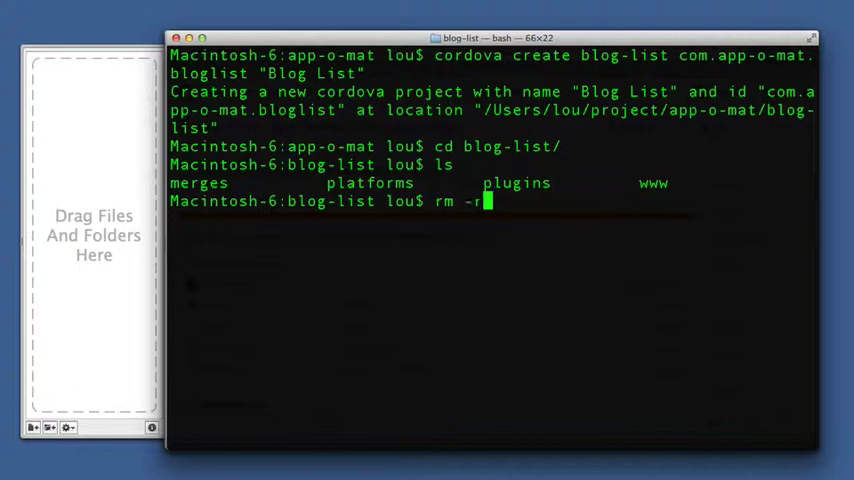 blog-list — bash — 66×22
Macintosh-6:app-o-mat lou$ cordova create blog-list com.app-o-mat.
bloglist "Blog List"
Creating a new cordova project with name "Blog List" and id "com.a
pp-o-mat.bloglist" at location "/Users/lou/project/app-o-mat/blog-
list"
Macintosh-6:app-o-mat lou$ cd blog-list/
Macintosh-6:blog-list lou$ ls
merges platforms plugins www
Macintosh-6:blog-list lou$ rm -r
Drag Files
And Folders
Here